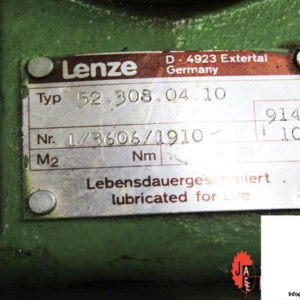 Lenze
D - 4923 Extertal
Germany
Typ 52.308.04.10
914
Nr. 1/3606/1910
i 10
M2 Nm
Lebensdauergeschmiert
lubricated for Life